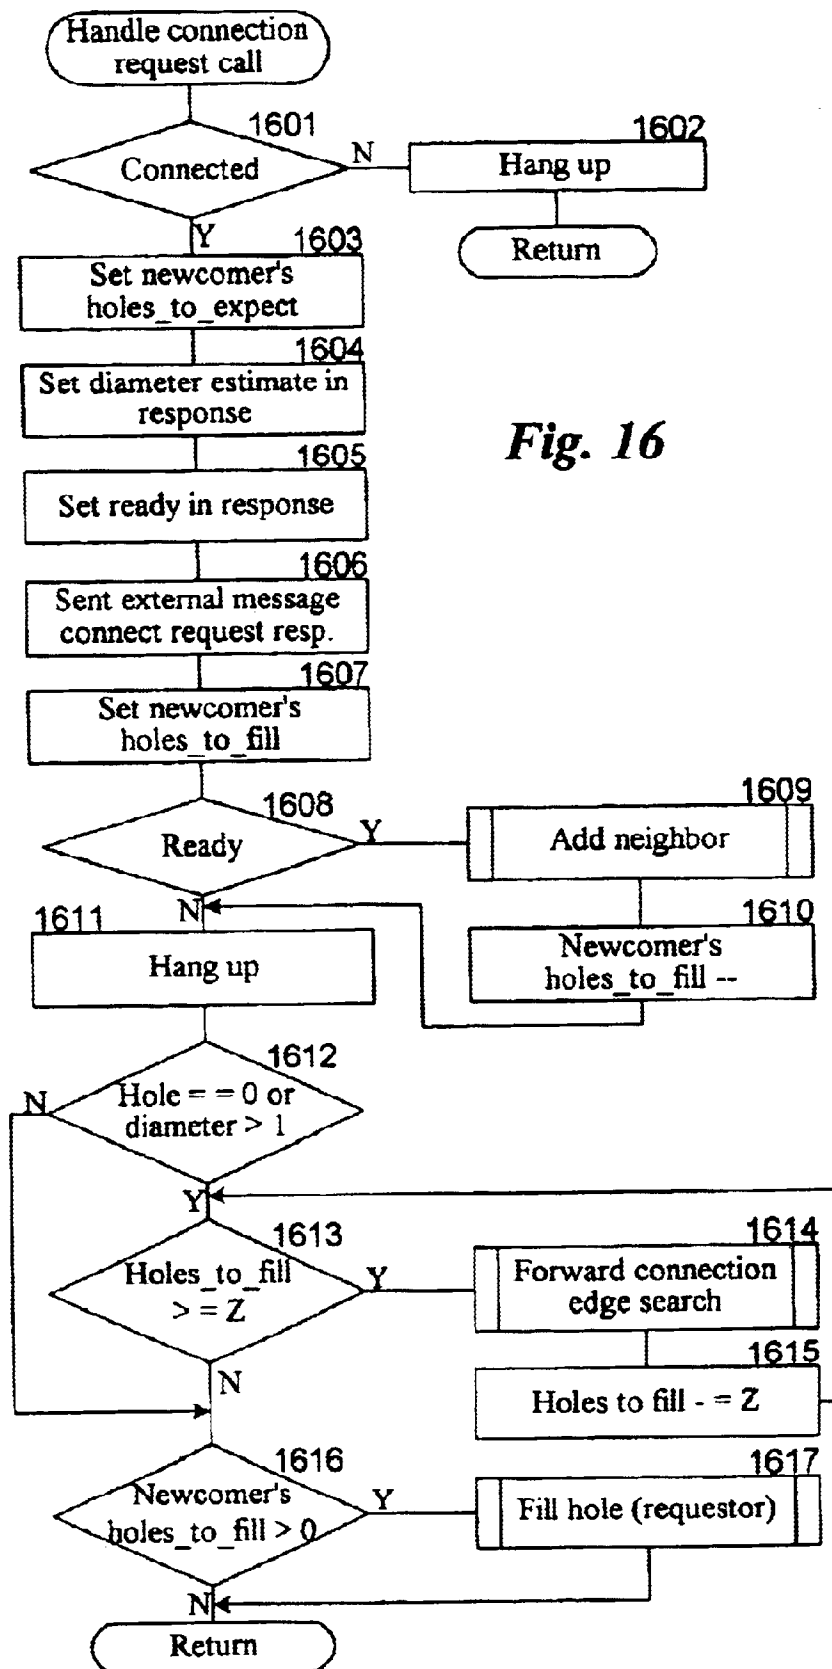 Handle connection
request call
1601
Connected
N
1602
Hang up
Return
Y
1603
Set newcomer's
holes_to_expect
1604
Set diameter estimate in
response
Fig. 16
1605
Set ready in response
1606
Sent external message
connect request resp.
1607
Set newcomer's
holes_to_fill
1608
Ready
Y
1609
Add neighbor
N
1610
Newcomer's
holes_to_fill --
1611
Hang up
1612
Hole = = 0 or
diameter > 1
N
Y
1613
Holes_to_fill
> = Z
Y
1614
Forward connection
edge search
1615
Holes to fill - = Z
N
1616
Newcomer's
holes_to_fill > 0
Y
1617
Fill hole (requestor)
N
Return